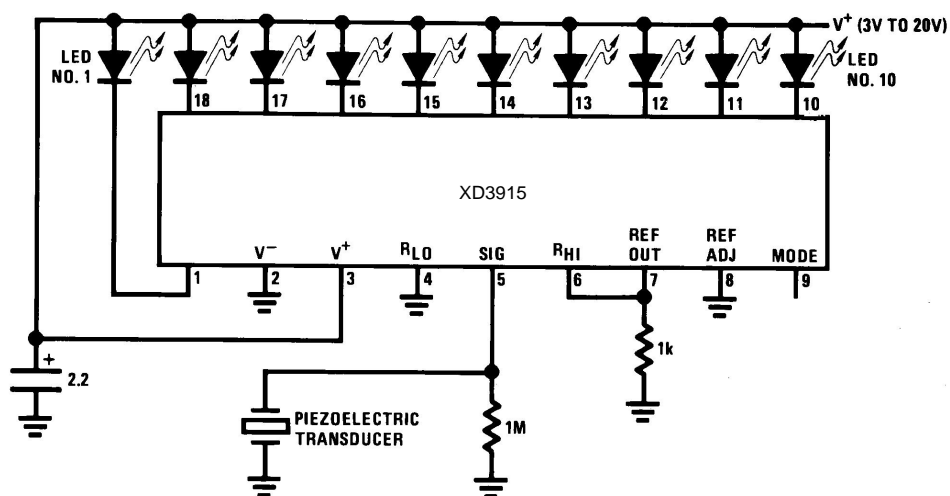 V+ (3V TO 20V)
LED
NO. 1
LED
NO. 10
18
17
16
15
14
13
12
11
10
XD3915
V−
V+
RLO
SIG
RHI
REF
OUT
REF
ADJ
MODE
1
2
3
4
5
6
7
8
9
+
2.2
1k
PIEZOELECTRIC
TRANSDUCER
1M